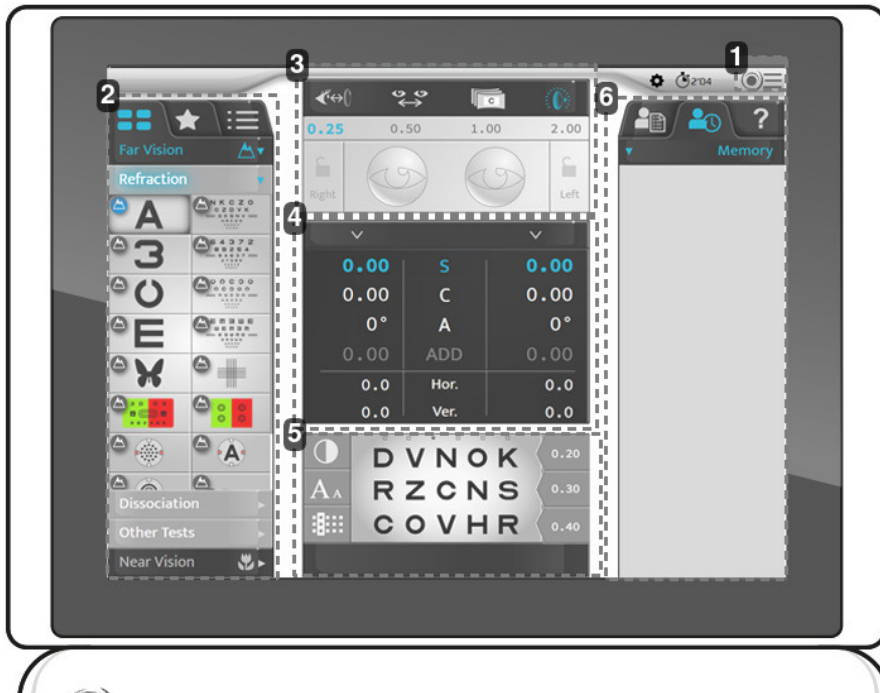 1
2'04
2
3
6
0.25 0.50 1.00 2.00
C
?
Far Vision
Right
Left
Memory
Refraction
A
N K C Z O
3
E
4
0.00 S 0.00
0.00 C 0.00
0° A 0°
0.00 ADD 0.00
0.0 Hor. 0.0
0.0 Ver. 0.0
A
5
D V N O K 0.20
A A R Z C N S 0.30
C O V H R 0.40
Dissociation
Other Tests
Near Vision